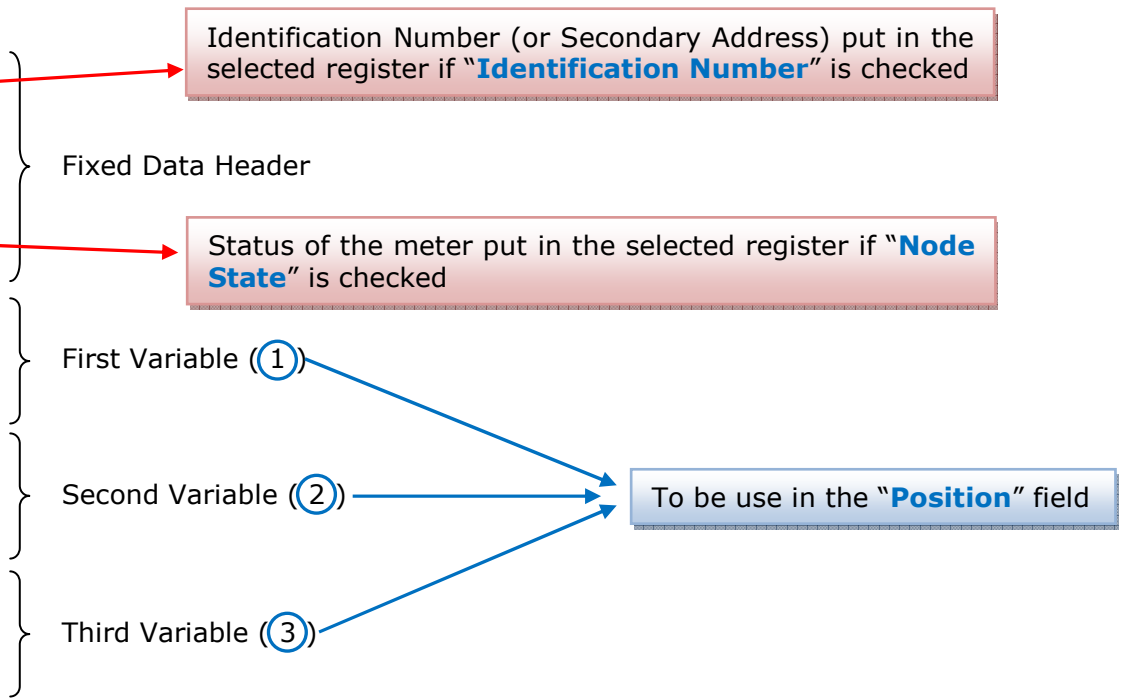 Identification Number (or Secondary Address) put in the
selected register if “Identification Number” is checked
Fixed Data Header
Status of the meter put in the selected register if “Node
State” is checked
First Variable (1)
Second Variable (2)
To be use in the “Position” field
Third Variable (3)